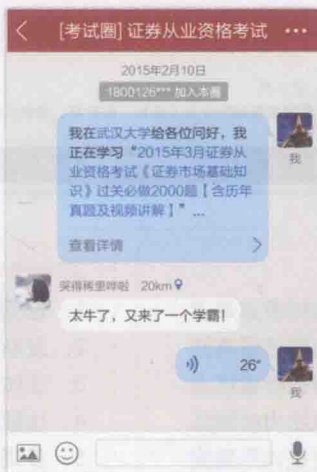 [考试圈] 证券从业资格考试
2015年2月10日
1800126*** 加入本圈
我在武汉大学给各位问好，我
正在学习“2015年3月证券从
业资格考试《证券市场基础知
识》过关必做2000题【含历年
真题及视频讲解】”...
查看详情
我
哭得稀里哗啦 20km
太牛了，又来了一个学霸！
26"
我